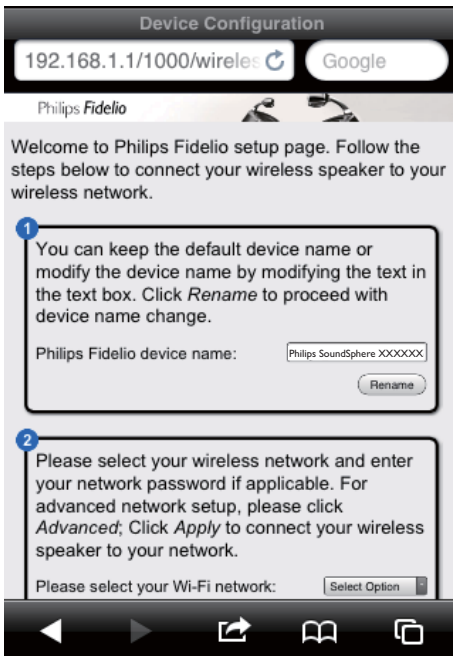 Device Configuration
192.168.1.1/1000/wireles
Google
Philips Fidelio
Welcome to Philips Fidelio setup page. Follow the
steps below to connect your wireless speaker to your
wireless network.
1
You can keep the default device name or
modify the device name by modifying the text in
the text box. Click Rename to proceed with
device name change.
Philips Fidelio device name:
Philips SoundSphere XXXXXX
Rename
2
Please select your wireless network and enter
your network password if applicable. For
advanced network setup, please click
Advanced; Click Apply to connect your wireless
speaker to your network.
Please select your Wi-Fi network:
Select Option